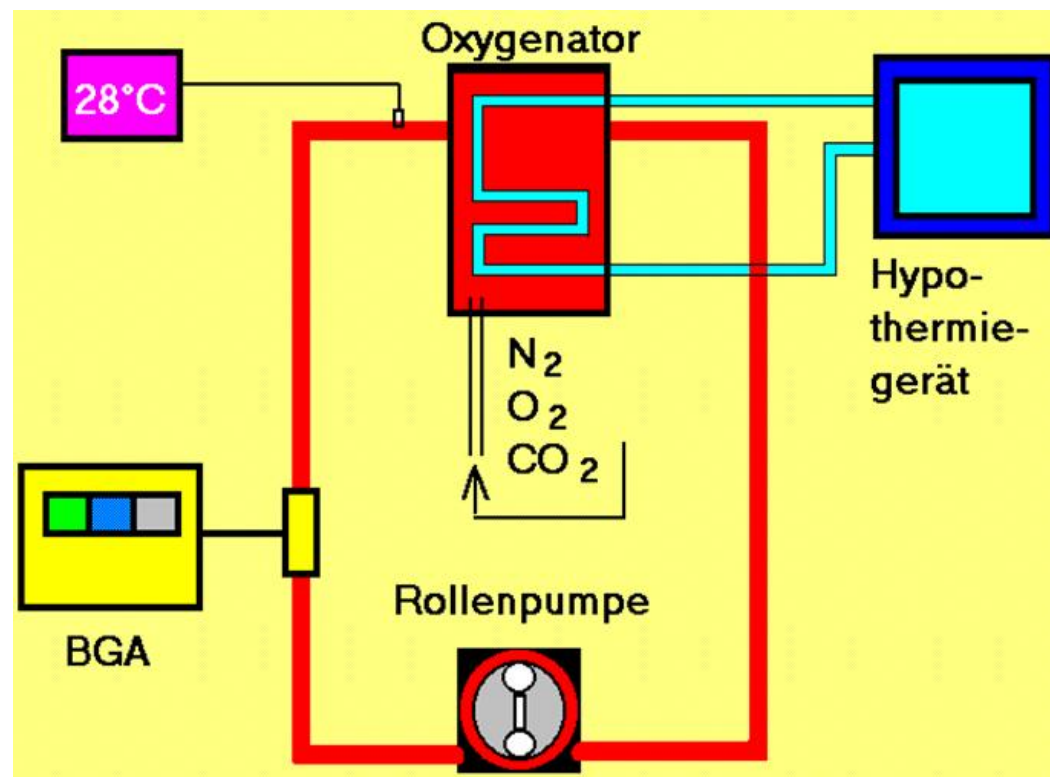 Oxygenator
28°C
Hypo-
thermie-
gerät
N2
O2
CO2
Rollenpumpe
BGA